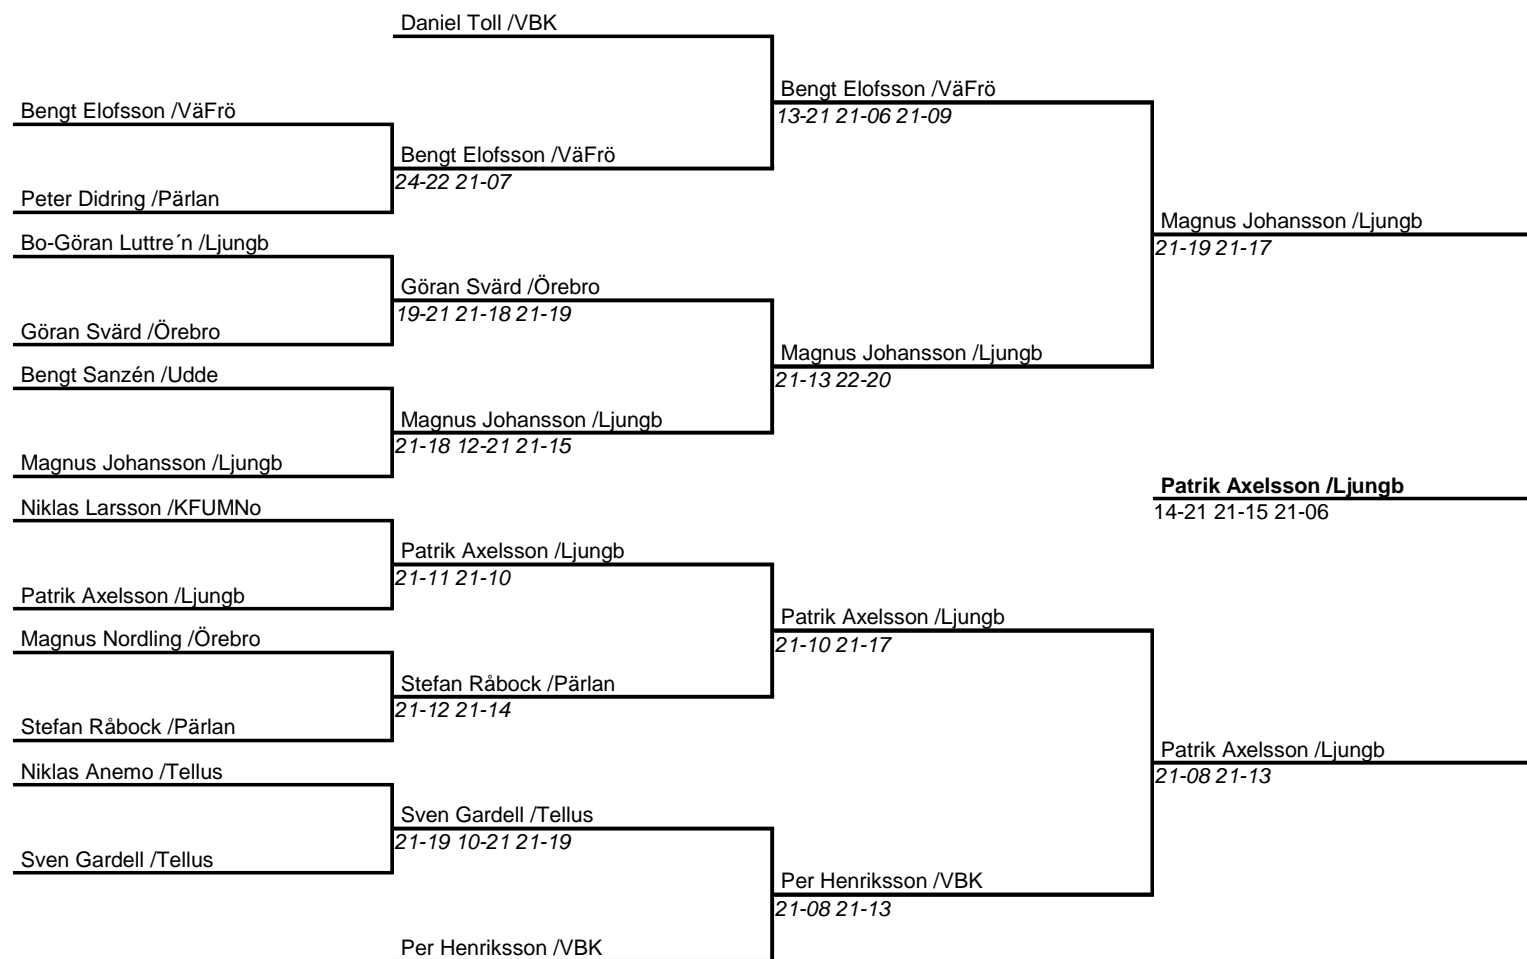 Daniel Toll /VBK
Bengt Elofsson /VäFrö
13-21 21-06 21-09
Bengt Elofsson /VäFrö
Bengt Elofsson /VäFrö
24-22 21-07
Peter Didring /Pärlan
Magnus Johansson /Ljungb
21-19 21-17
Bo-Göran Luttre´n /Ljungb
Göran Svärd /Örebro
19-21 21-18 21-19
Göran Svärd /Örebro
Magnus Johansson /Ljungb
21-13 22-20
Bengt Sanzén /Udde
Magnus Johansson /Ljungb
21-18 12-21 21-15
Magnus Johansson /Ljungb
Patrik Axelsson /Ljungb
14-21 21-15 21-06
Niklas Larsson /KFUMNo
Patrik Axelsson /Ljungb
21-11 21-10
Patrik Axelsson /Ljungb
Patrik Axelsson /Ljungb
21-10 21-17
Magnus Nordling /Örebro
Stefan Råbock /Pärlan
21-12 21-14
Stefan Råbock /Pärlan
Patrik Axelsson /Ljungb
21-08 21-13
Niklas Anemo /Tellus
Sven Gardell /Tellus
21-19 10-21 21-19
Sven Gardell /Tellus
Per Henriksson /VBK
21-08 21-13
Per Henriksson /VBK